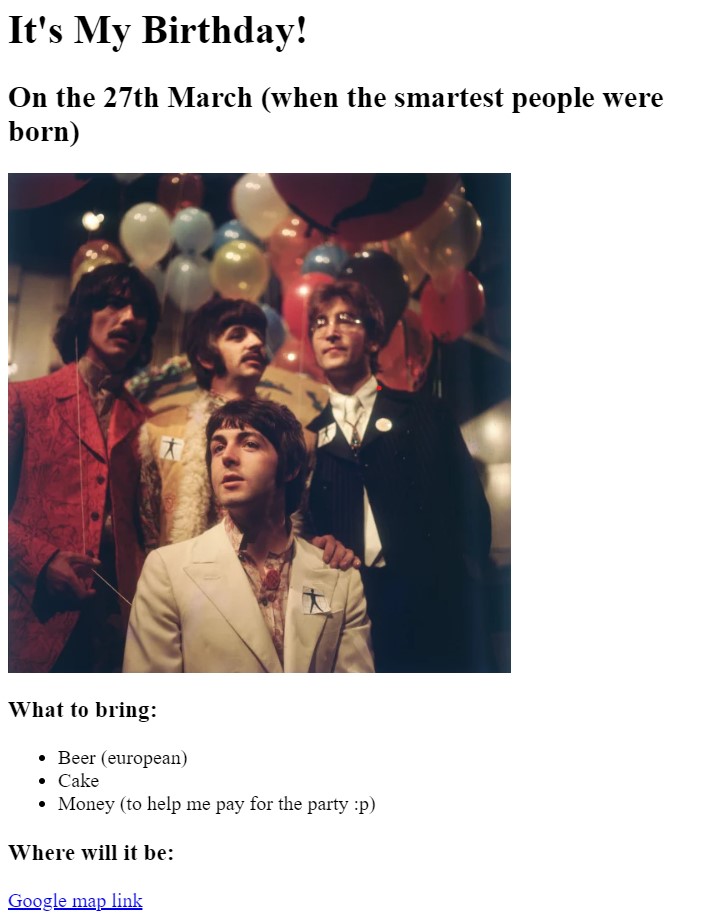 It's My Birthday!
On the 27th March (when the smartest people were
born)
What to bring:
Beer (european)
Cake
Money (to help me pay for the party :p)
Where will it be:
Google map link